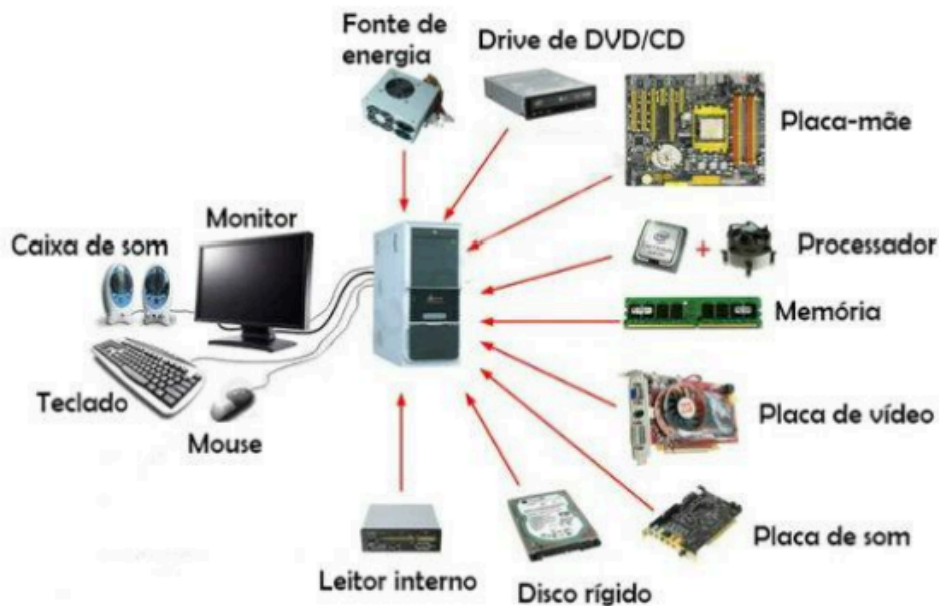 Fonte de
energia
Drive de DVD/CD
Placa-mãe
Monitor
Caixa de som
Processador
+
Memória
Teclado
Mouse
Placa de vídeo
Placa de som
Leitor interno
Disco rígido